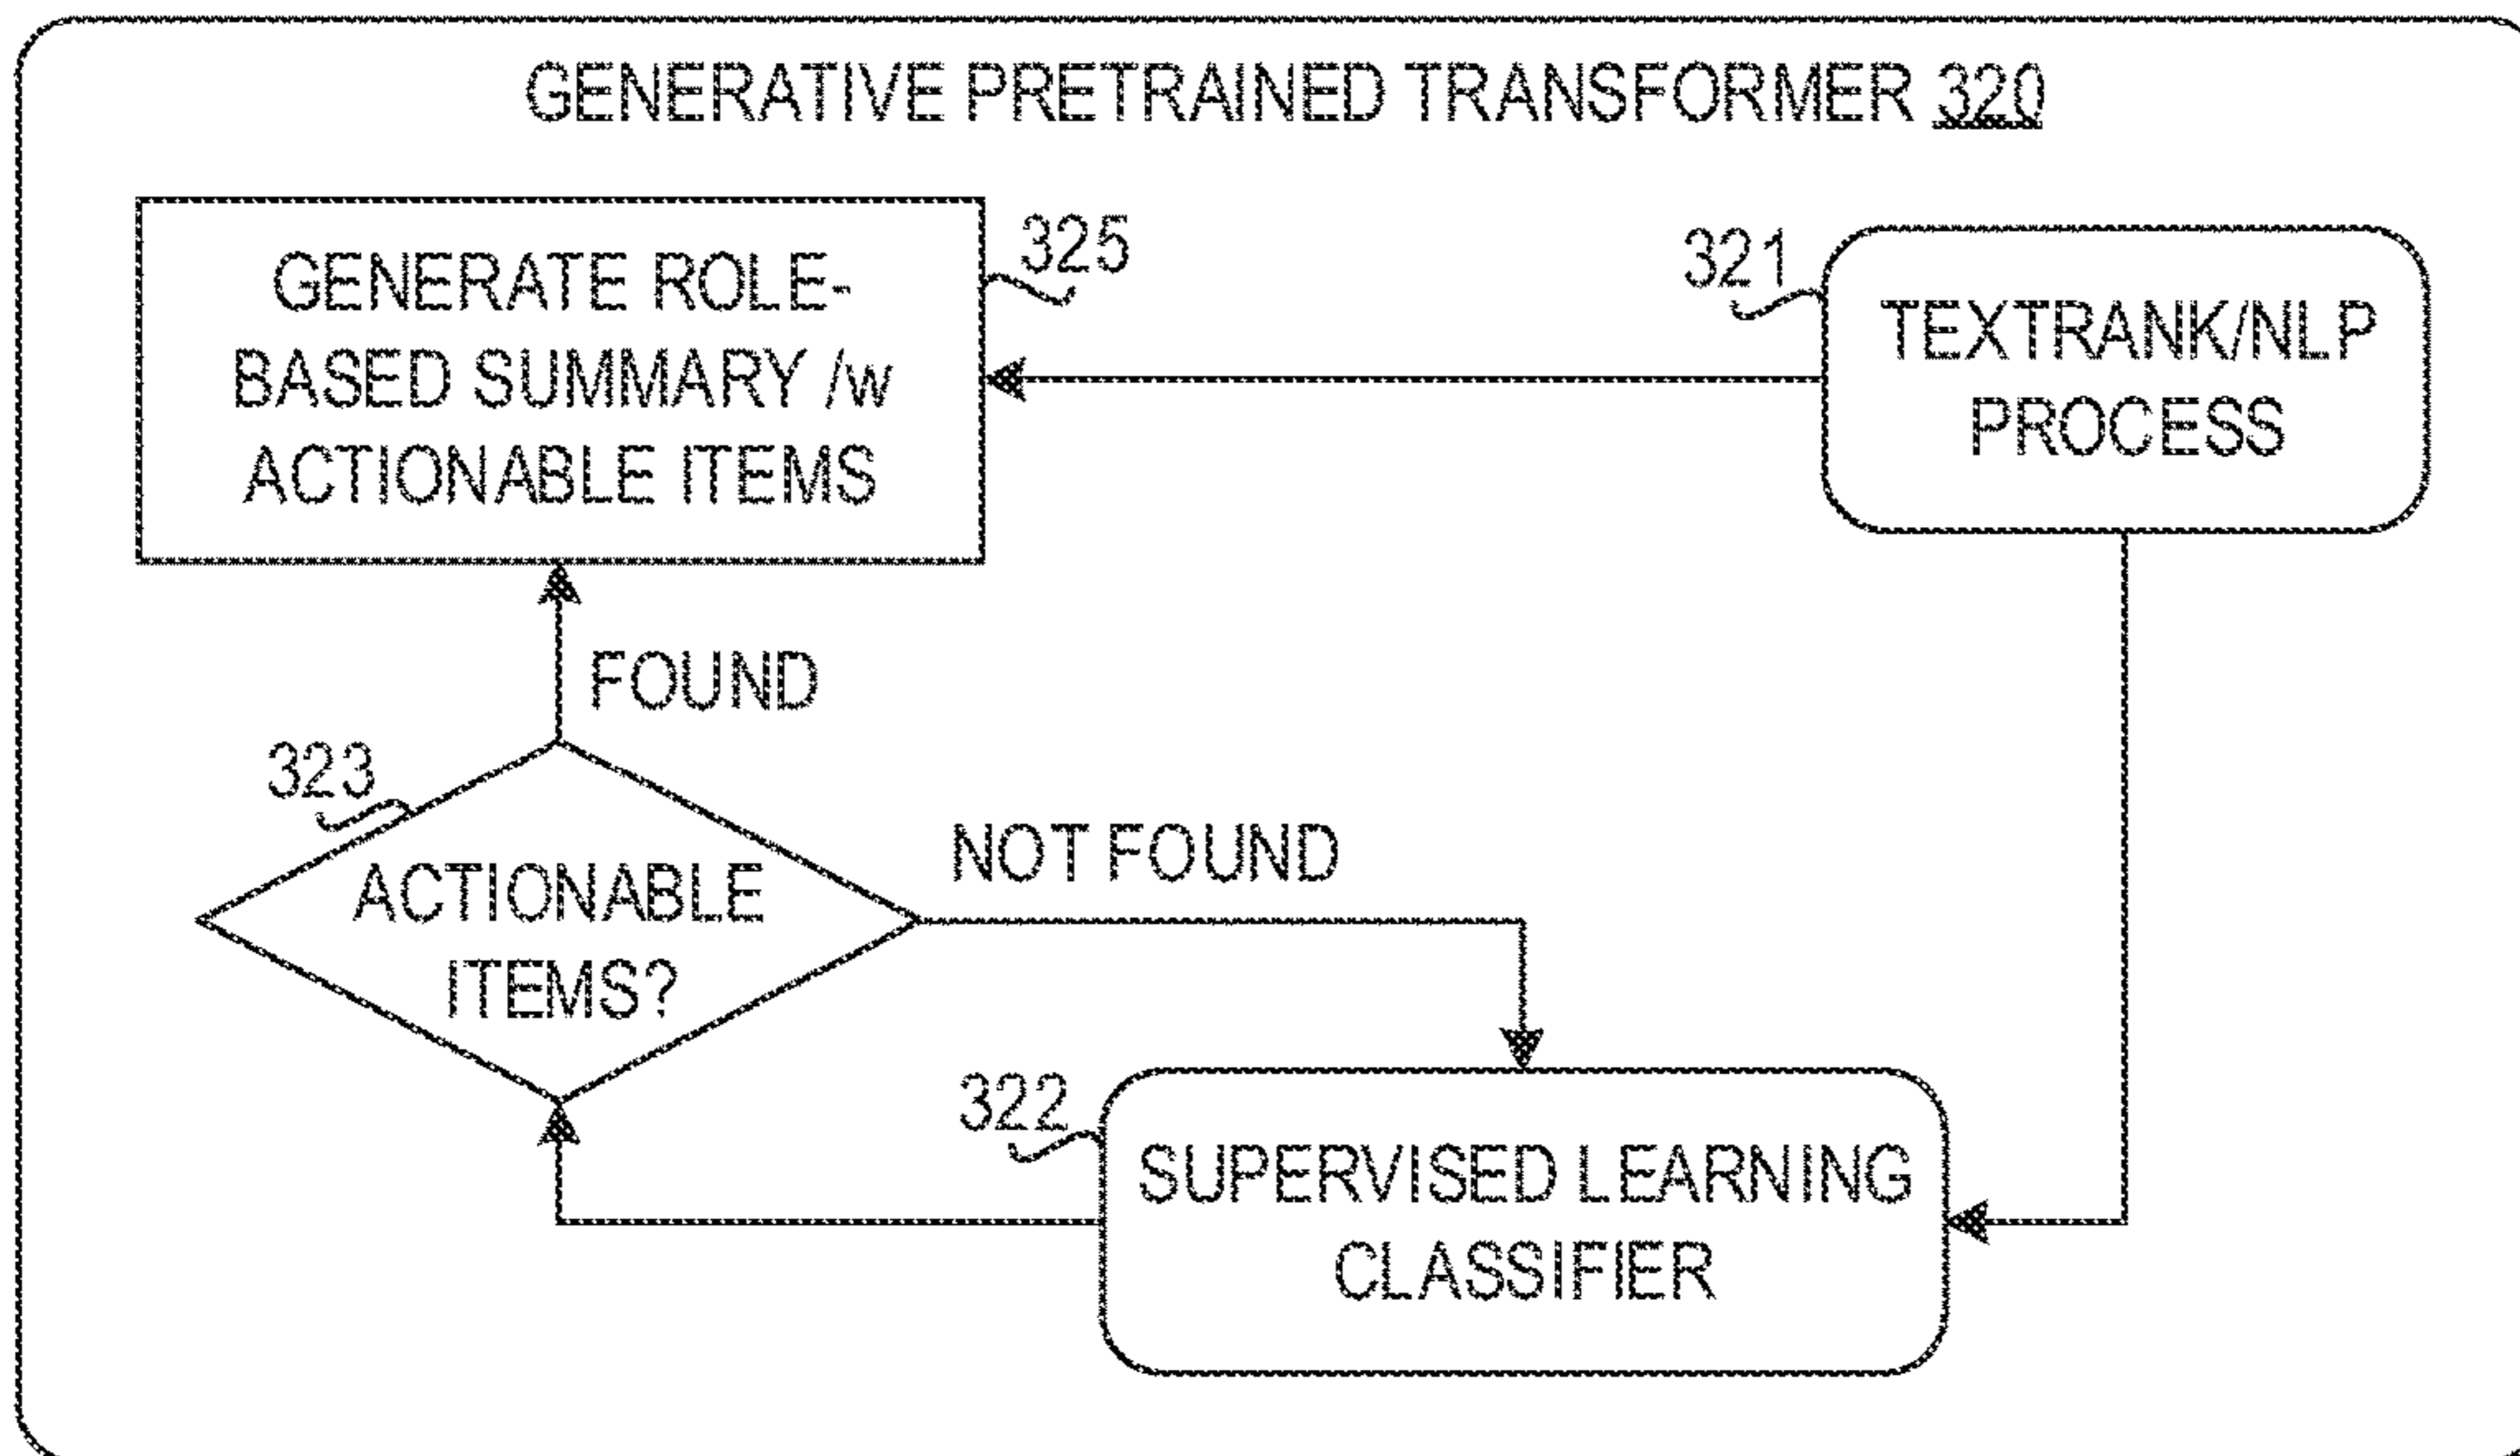 GENERATIVE PRETRAINED TRANSFORMER 320
GENERATE ROLE-
BASED SUMMARY /w
ACTIONABLE ITEMS
325
321
TEXTRANK/NLP
PROCESS
FOUND
323
ACTIONABLE
ITEMS?
NOT FOUND
322
SUPERVISED LEARNING
CLASSIFIER